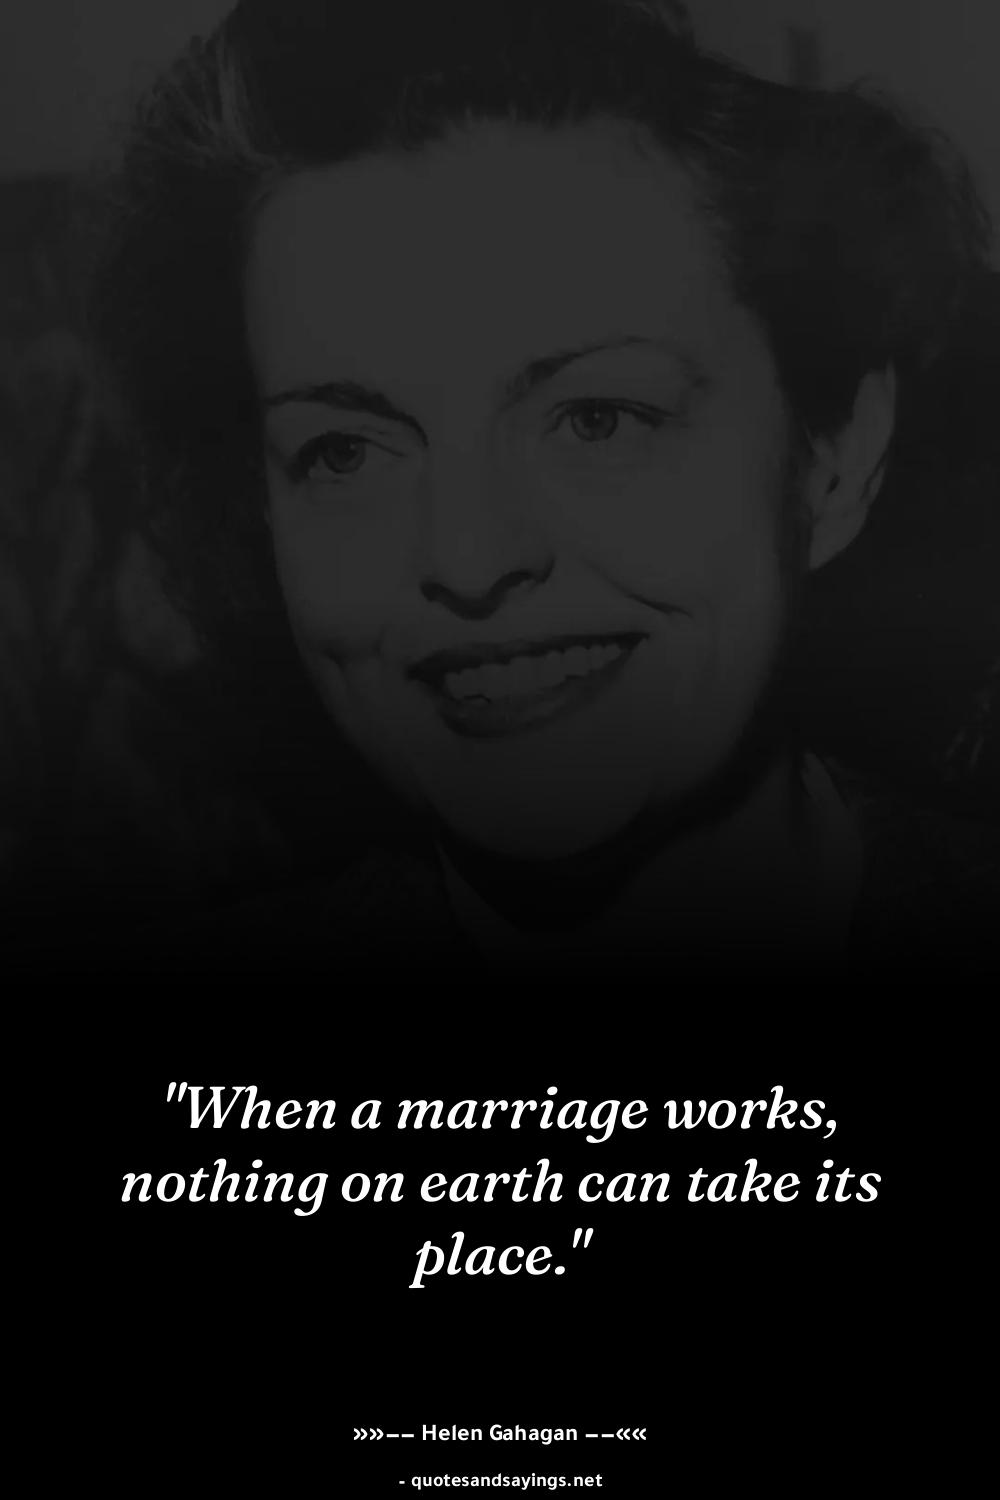 "When a marriage works,
nothing on earth can take its
place."
»»-- Helen Gahagan --««
- quotesandsayings.net